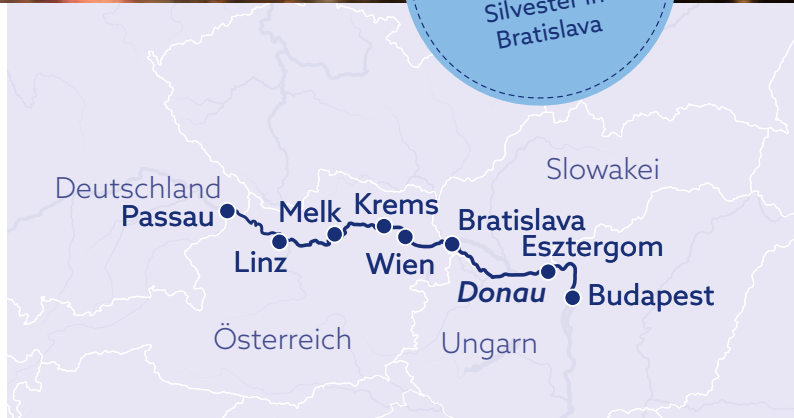 Silvester in
Bratislava
Slowakei
Deutschland
Passau
Melk
Krems
Bratislava
Esztergom
Linz
Wien
Donau
Budapest
Österreich
Ungarn